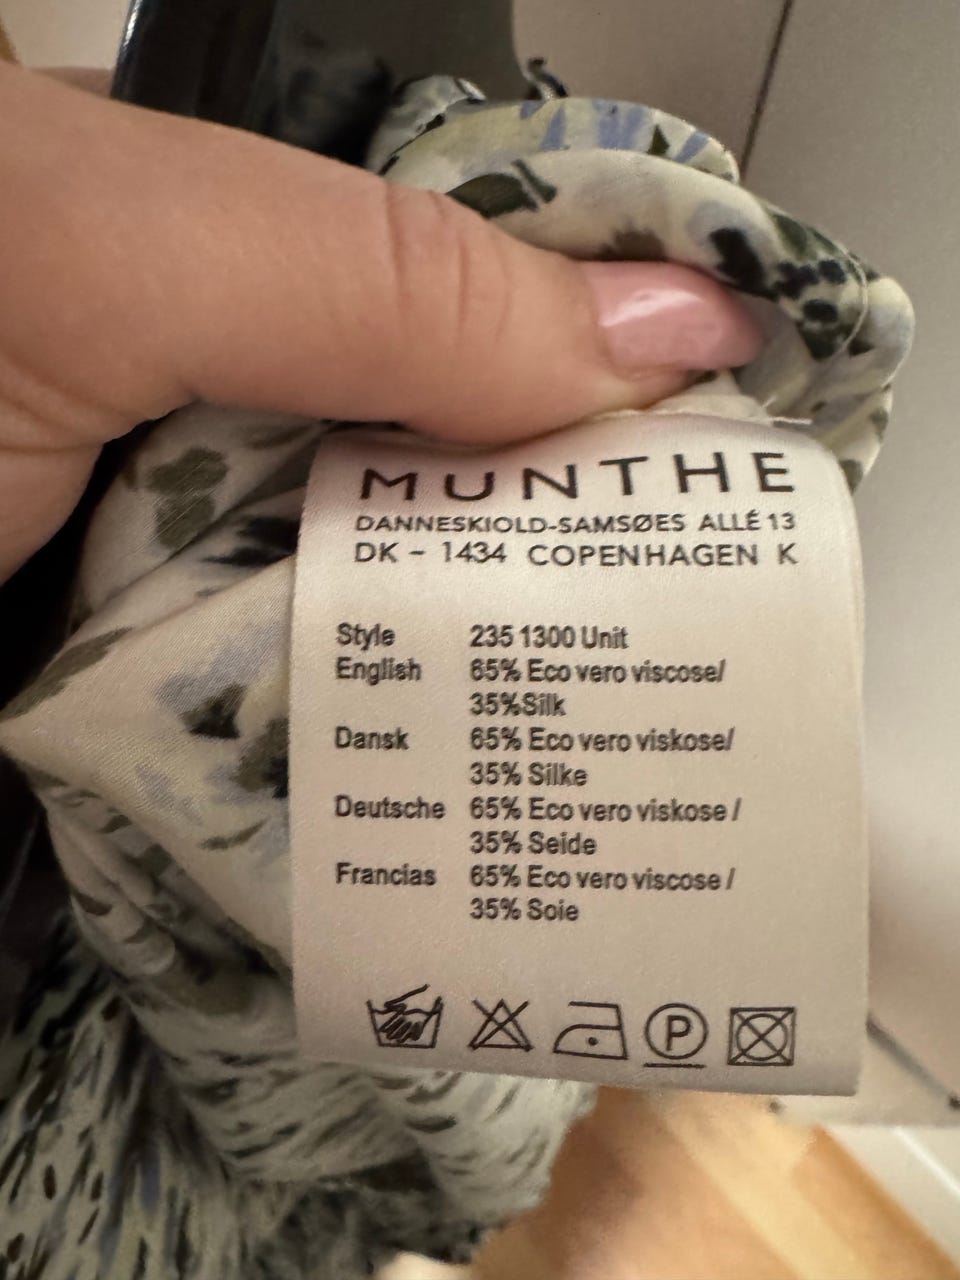 MUNTHE
DANNESKIOLD-SAMSØES ALLÉ 13
DK - 1434 COPENHAGEN K
Style 235 1300 Unit
English 65% Eco vero viscose/
35%Silk
Dansk 65% Eco vero viskose/
35% Silke
Deutsche 65% Eco vero viskose /
35% Seide
Francias 65% Eco vero viscose /
35% Soie
P